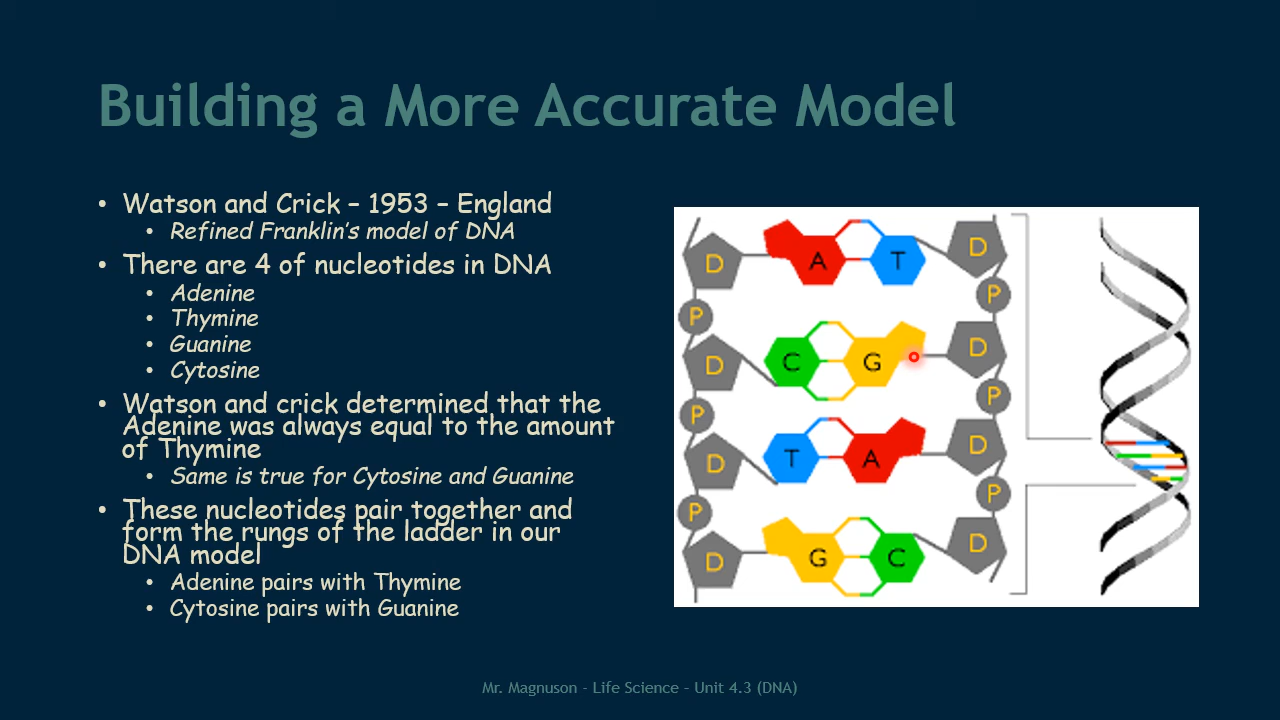 Building a More Accurate Model
• Watson and Crick – 1953 – England
• Refined Franklin's model of DNA
• There are 4 of nucleotides in DNA
• Adenine
• Thymine
• Guanine
• Cytosine
• Watson and crick determined that the
Adenine was always equal to the amount
of Thymine
• Same is true for Cytosine and Guanine
• These nucleotides pair together and
form the rungs of the ladder in our
DNA model
• Adenine pairs with Thymine
• Cytosine pairs with Guanine
D A T D
P P
D C G D
P P
D T A D
P P
D G C D
Mr. Magnuson - Life Science – Unit 4.3 (DNA)